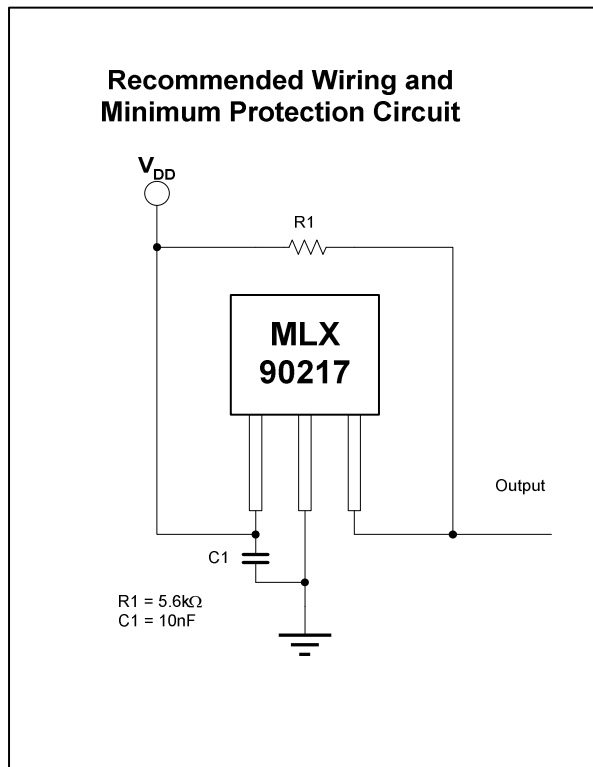 Recommended Wiring and
Minimum Protection Circuit
VDD
R1
MLX
90217
Output
C1
R1 = 5.6kΩ
C1 = 10nF